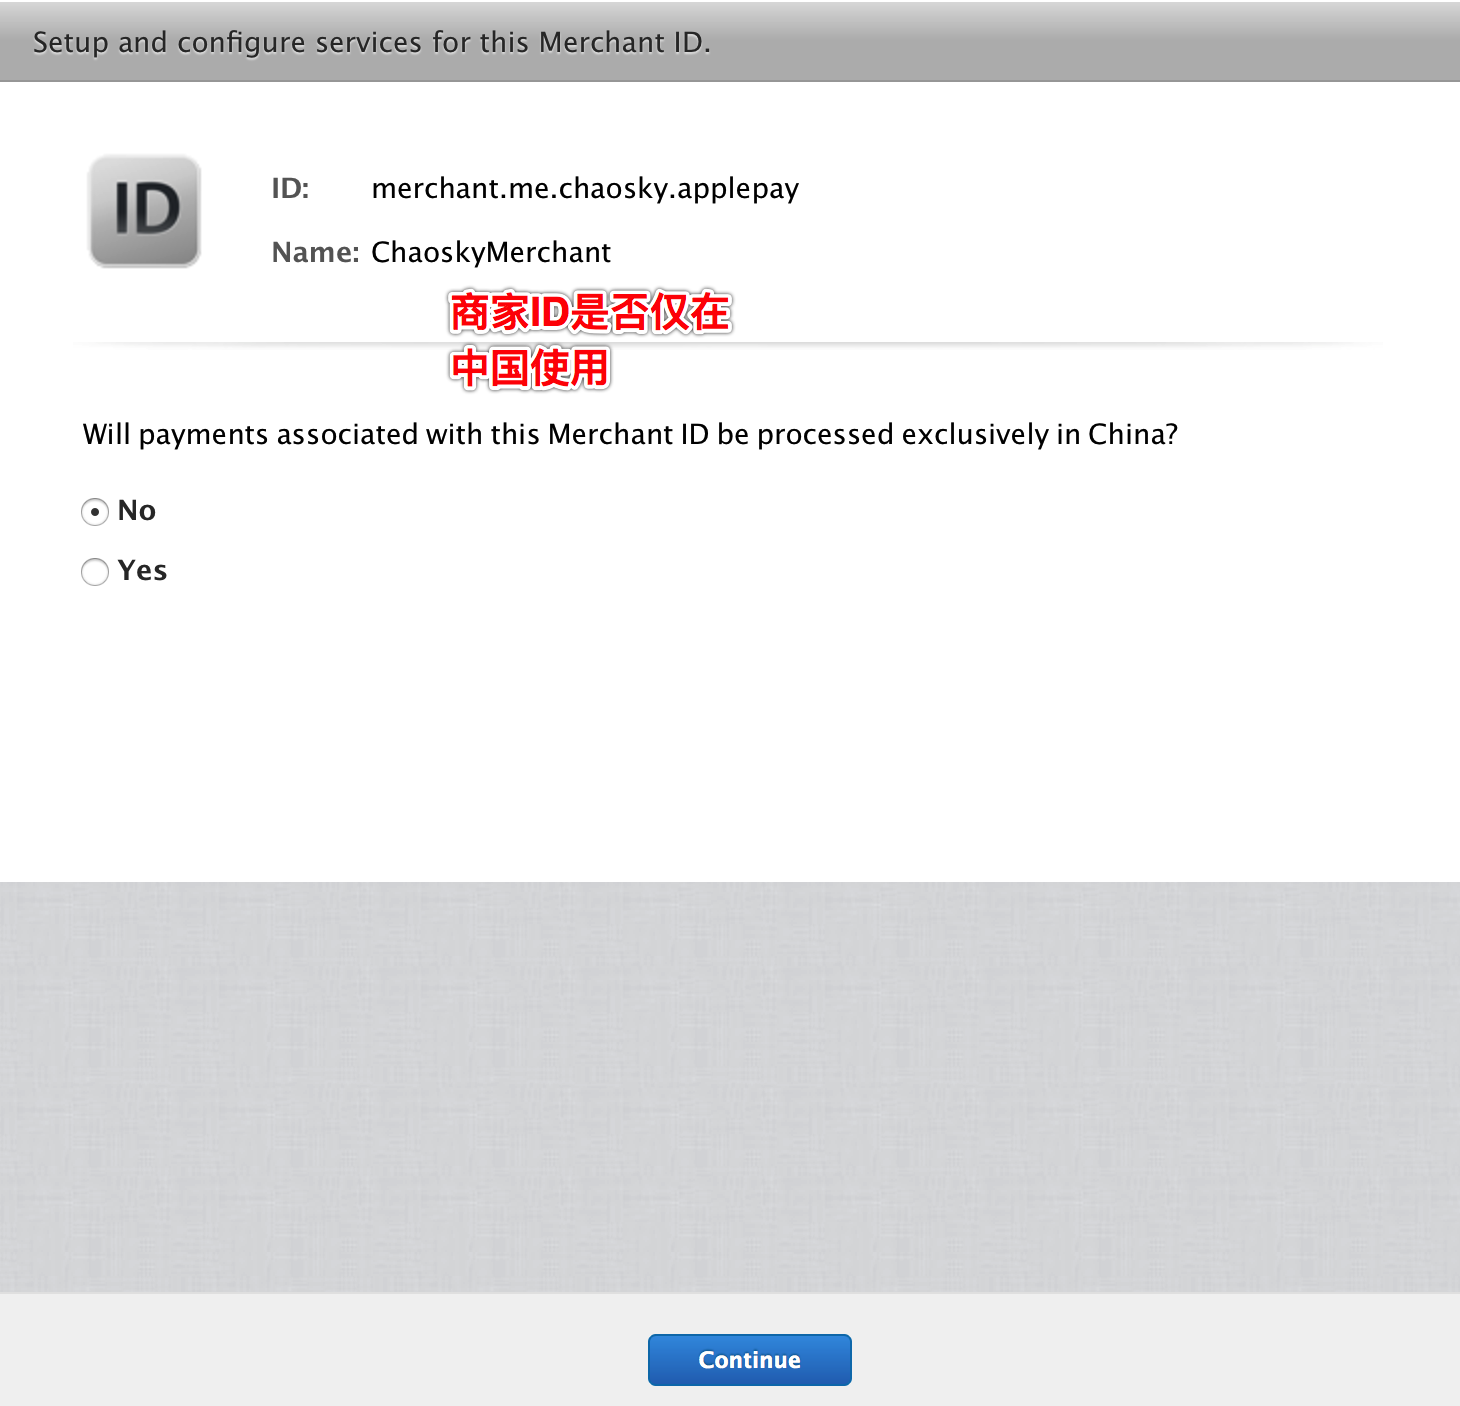 Setup and configure services for this Merchant ID.
ID
ID: merchant.me.chaosky.applepay
Name: ChaoskyMerchant
商家ID是否仅在
中国使用
Will payments associated with this Merchant ID be processed exclusively in China?
No
Yes
Continue